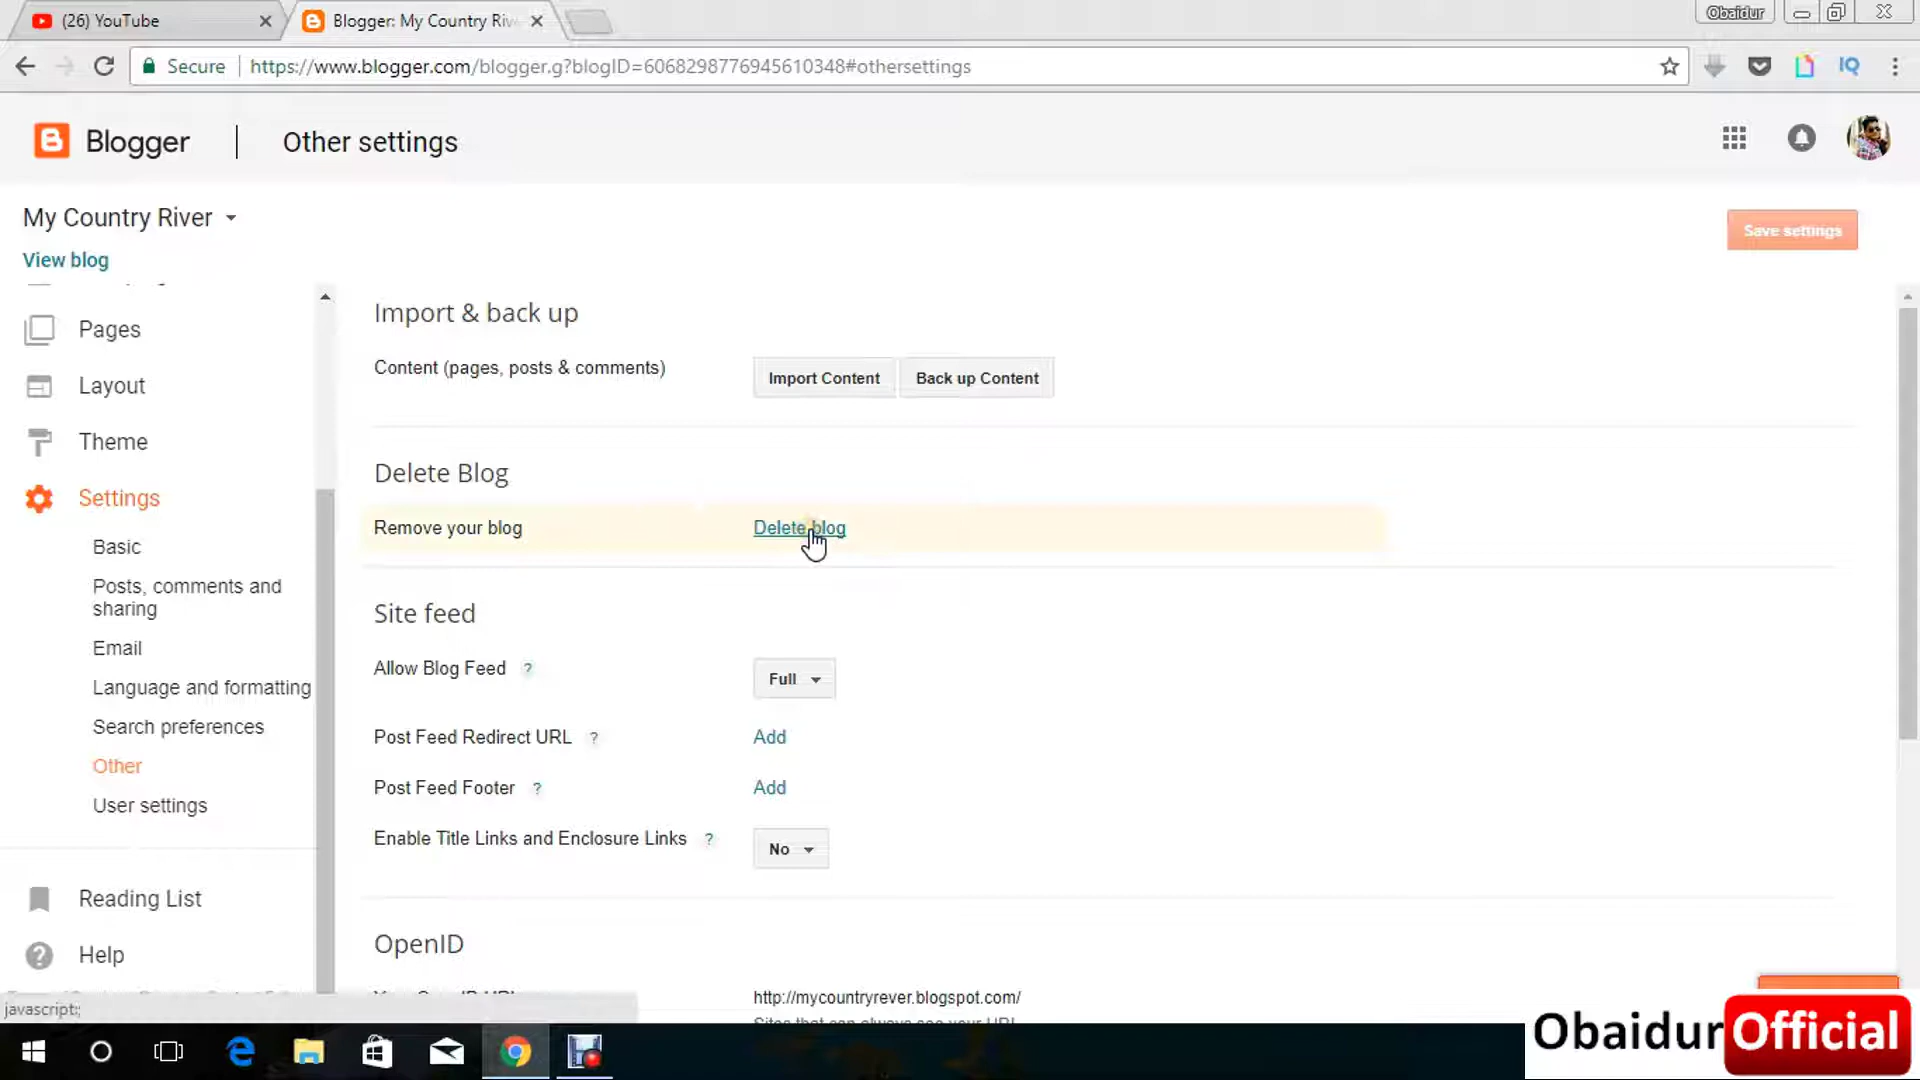 (26) YouTube
Blogger: My Country Riv
Obaidur
Secure
https://www.blogger.com/blogger.g?blogID=6068298776945610348#othersettings
IQ
Blogger
Other settings
My Country River
Save settings
View blog
Pages
Layout
Theme
Settings
Basic
Posts, comments and
sharing
Email
Language and formatting
Search preferences
Other
User settings
Reading List
Help
Import & back up
Content (pages, posts & comments)
Import Content
Back up Content
Delete Blog
Remove your blog
Delete blog
Site feed
Allow Blog Feed ?
Full
Post Feed Redirect URL ?
Add
Post Feed Footer ?
Add
Enable Title Links and Enclosure Links ?
No
OpenID
http://mycountryrever.blogspot.com/
javascript:;
Obaidur Official